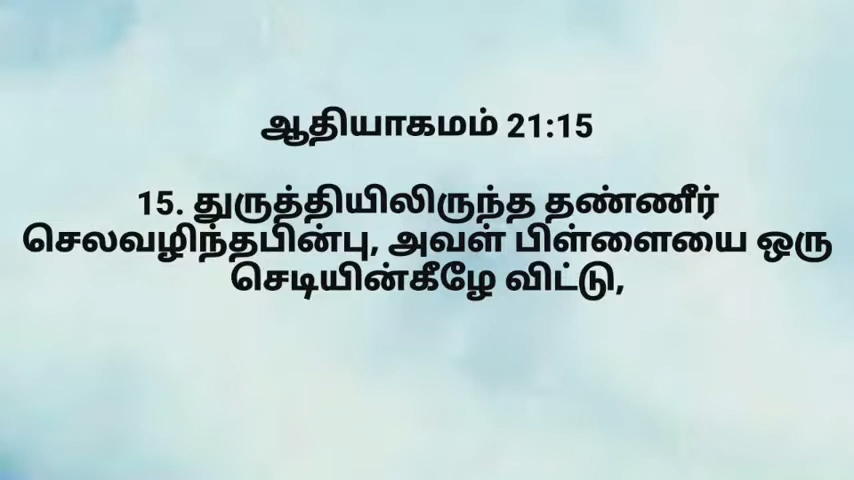 ஆதியாகமம் 21:15
15. துருத்தியிலிருந்த தண்ணீர்
செலவழிந்தபின்பு, அவள் பிள்ளையை ஒரு
செடியின்கீழே விட்டு,